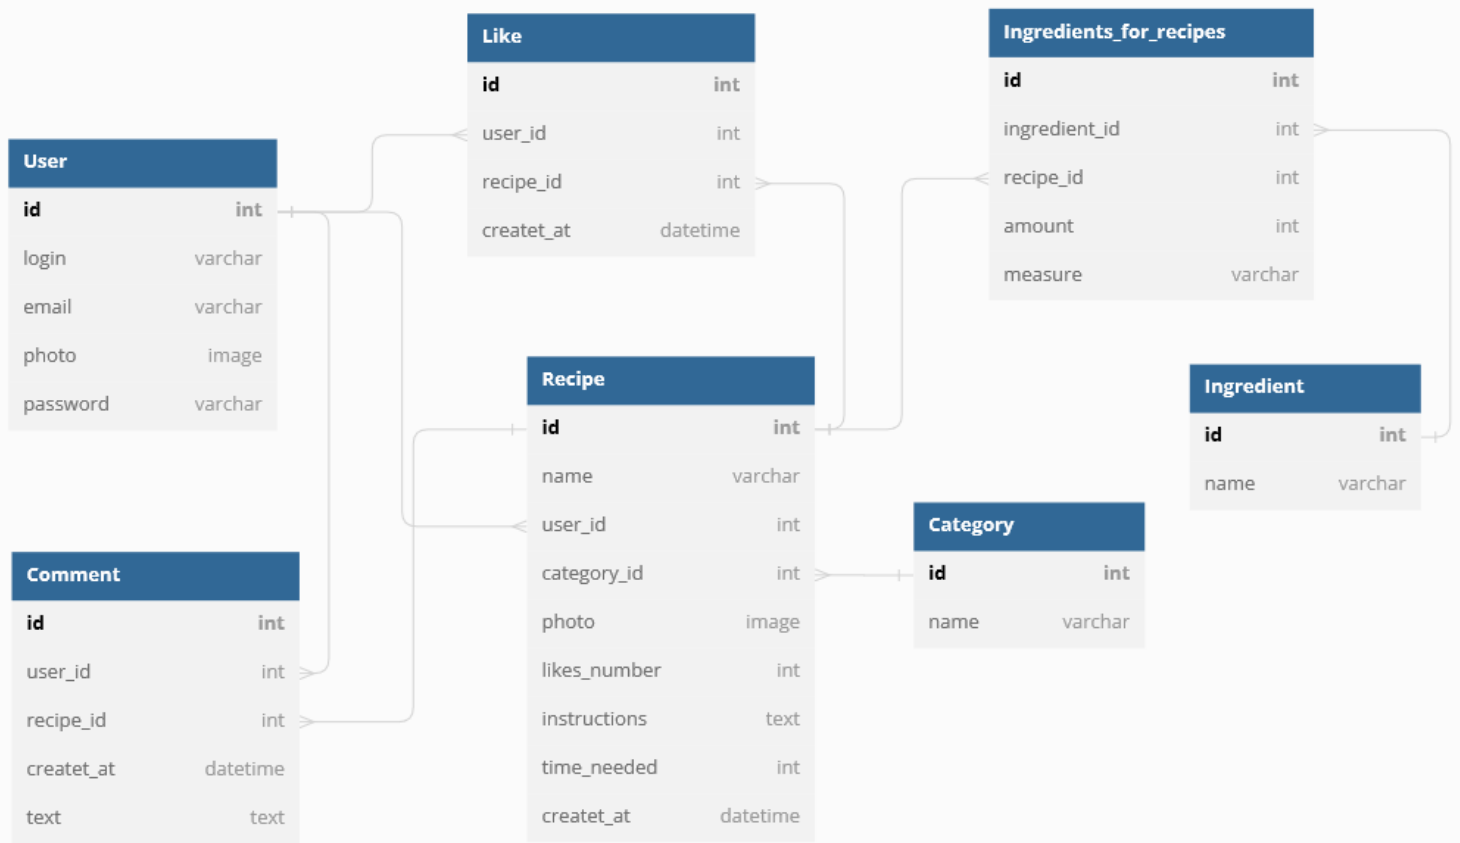 Like
id int
user_id int
recipe_id int
createt_at datetime
Ingredients_for_recipes
id int
ingredient_id int
recipe_id int
amount int
measure varchar
User
id int
login varchar
email varchar
photo image
password varchar
Recipe
id int
name varchar
user_id int
category_id int
photo image
likes_number int
instructions text
time_needed int
createt_at datetime
Ingredient
id int
name varchar
Category
id int
name varchar
Comment
id int
user_id int
recipe_id int
createt_at datetime
text text